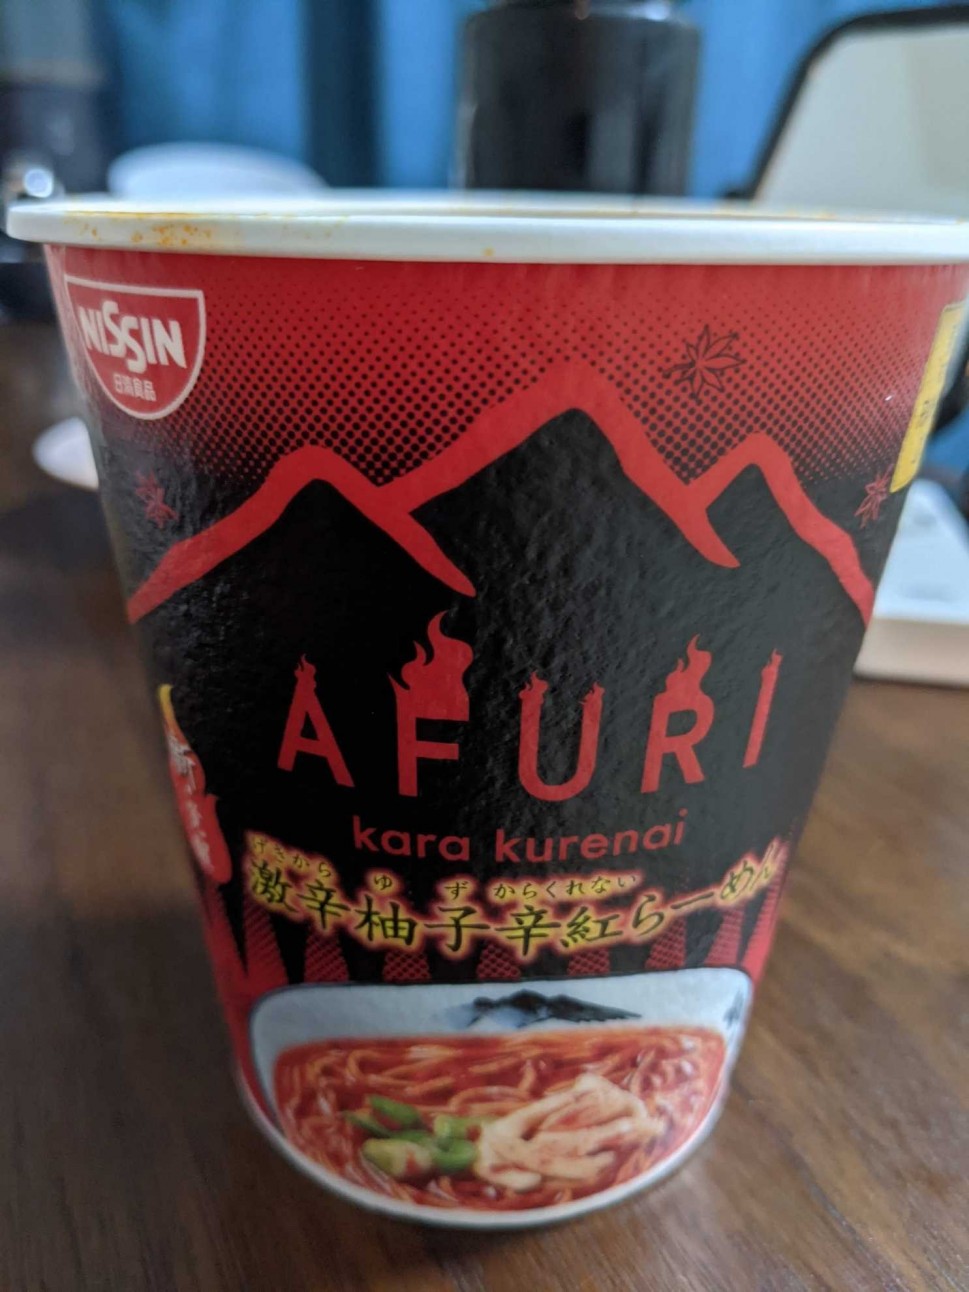 NISSIN
日清食品
AFURI
kara kurenai
げきから ゆ ず からくれない
激辛柚子辛紅らーめん